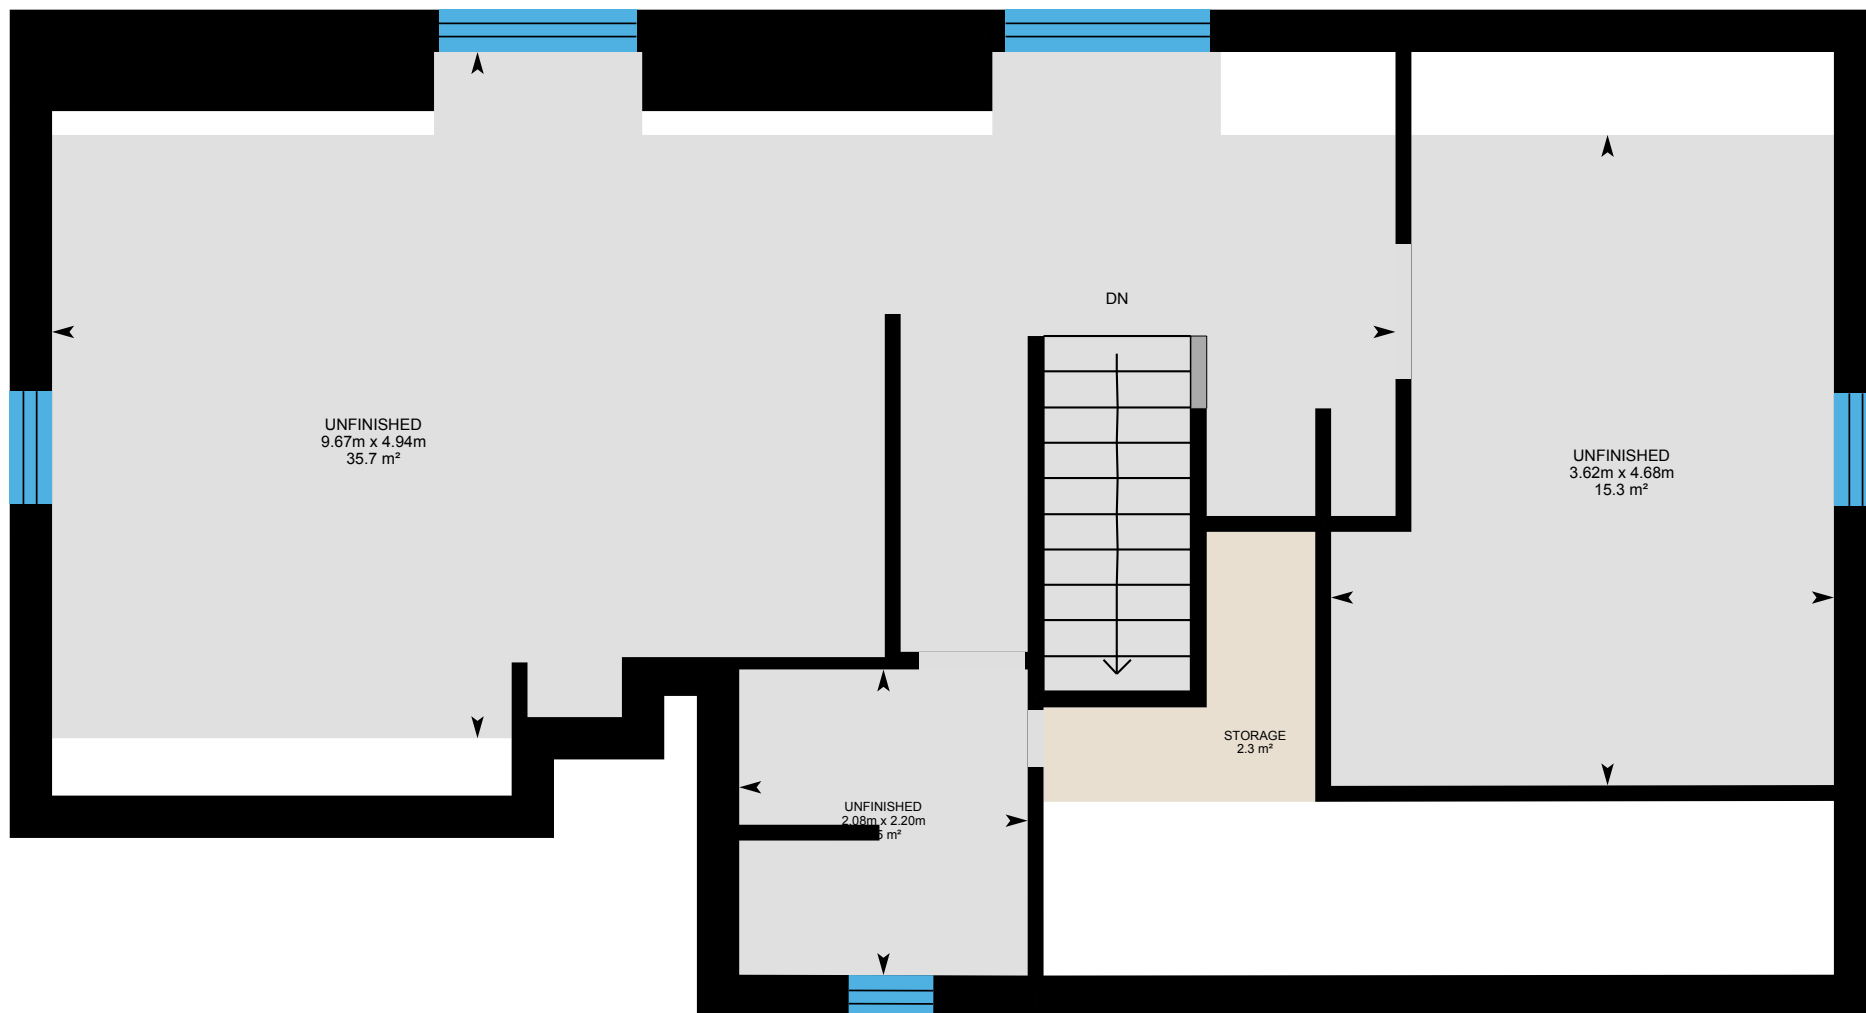 DN
UNFINISHED
9.67m x 4.94m
35.7 m²
UNFINISHED
3.62m x 4.68m
15.3 m²
STORAGE
2.3 m²
UNFINISHED
2.08m x 2.20m
m²